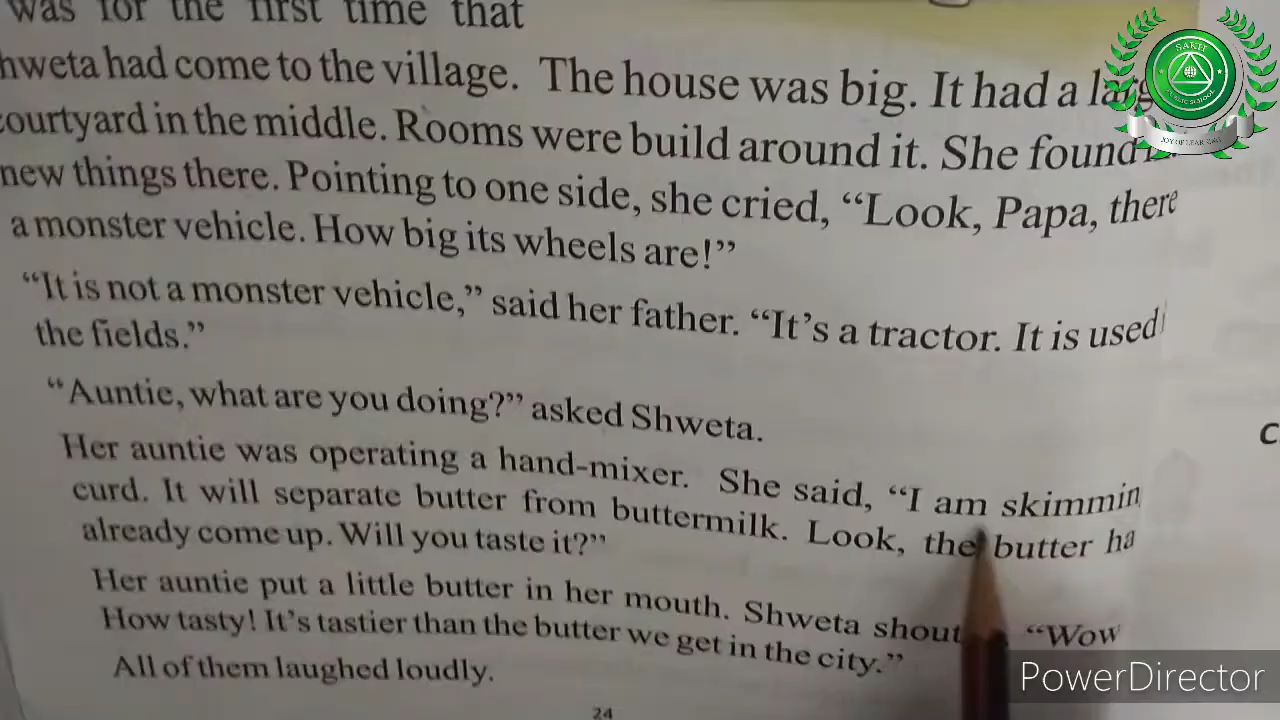 was for the first time that
hweta had come to the village. The house was big. It had a larg
courtyard in the middle. Rooms were build around it. She found
new things there. Pointing to one side, she cried, “Look, Papa, there
a monster vehicle. How big its wheels are!”
“It is not a monster vehicle,” said her father. “It’s a tractor. It is used
the fields.”
“Auntie, what are you doing?” asked Shweta.
Her auntie was operating a hand-mixer. She said, “I am skimmin
curd. It will separate butter from buttermilk. Look, the butter ha
already come up. Will you taste it?”
Her auntie put a little butter in her mouth. Shweta shout “Wow
How tasty! It’s tastier than the butter we get in the city.”
All of them laughed loudly.
24
C
SAKH
PUBLIC SCHOOL
PowerDirector